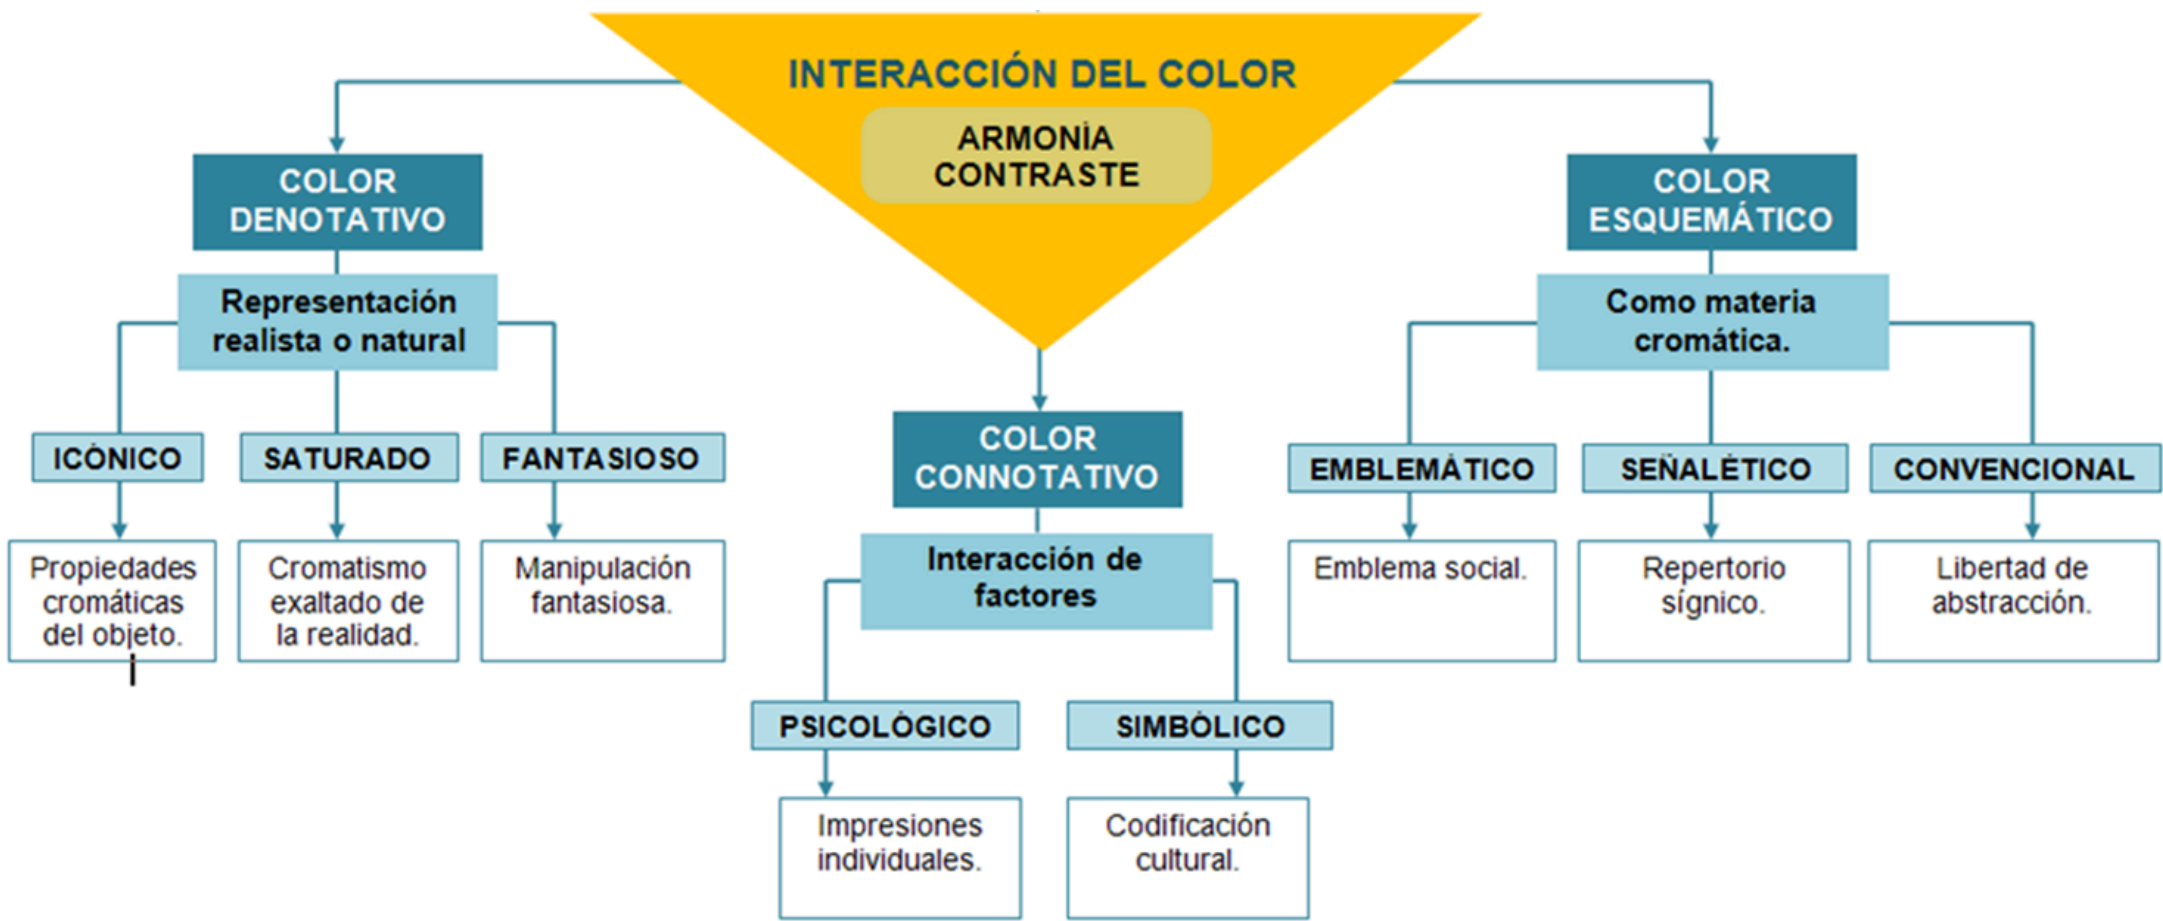 INTERACCIÓN DEL COLOR
ARMONÍA
CONTRASTE
COLOR
DENOTATIVO
Representación
realista o natural
ICÓNICO
Propiedades
cromáticas
del objeto.
SATURADO
Cromatismo
exaltado de
la realidad.
FANTASIOSO
Manipulación
fantasiosa.
COLOR
CONNOTATIVO
Interacción de
factores
PSICOLÓGICO
Impresiones
individuales.
SIMBÓLICO
Codificación
cultural.
COLOR
ESQUEMÁTICO
Como materia
cromática.
EMBLEMÁTICO
Emblema social.
SEÑALÉTICO
Repertorio
sígnico.
CONVENCIONAL
Libertad de
abstracción.